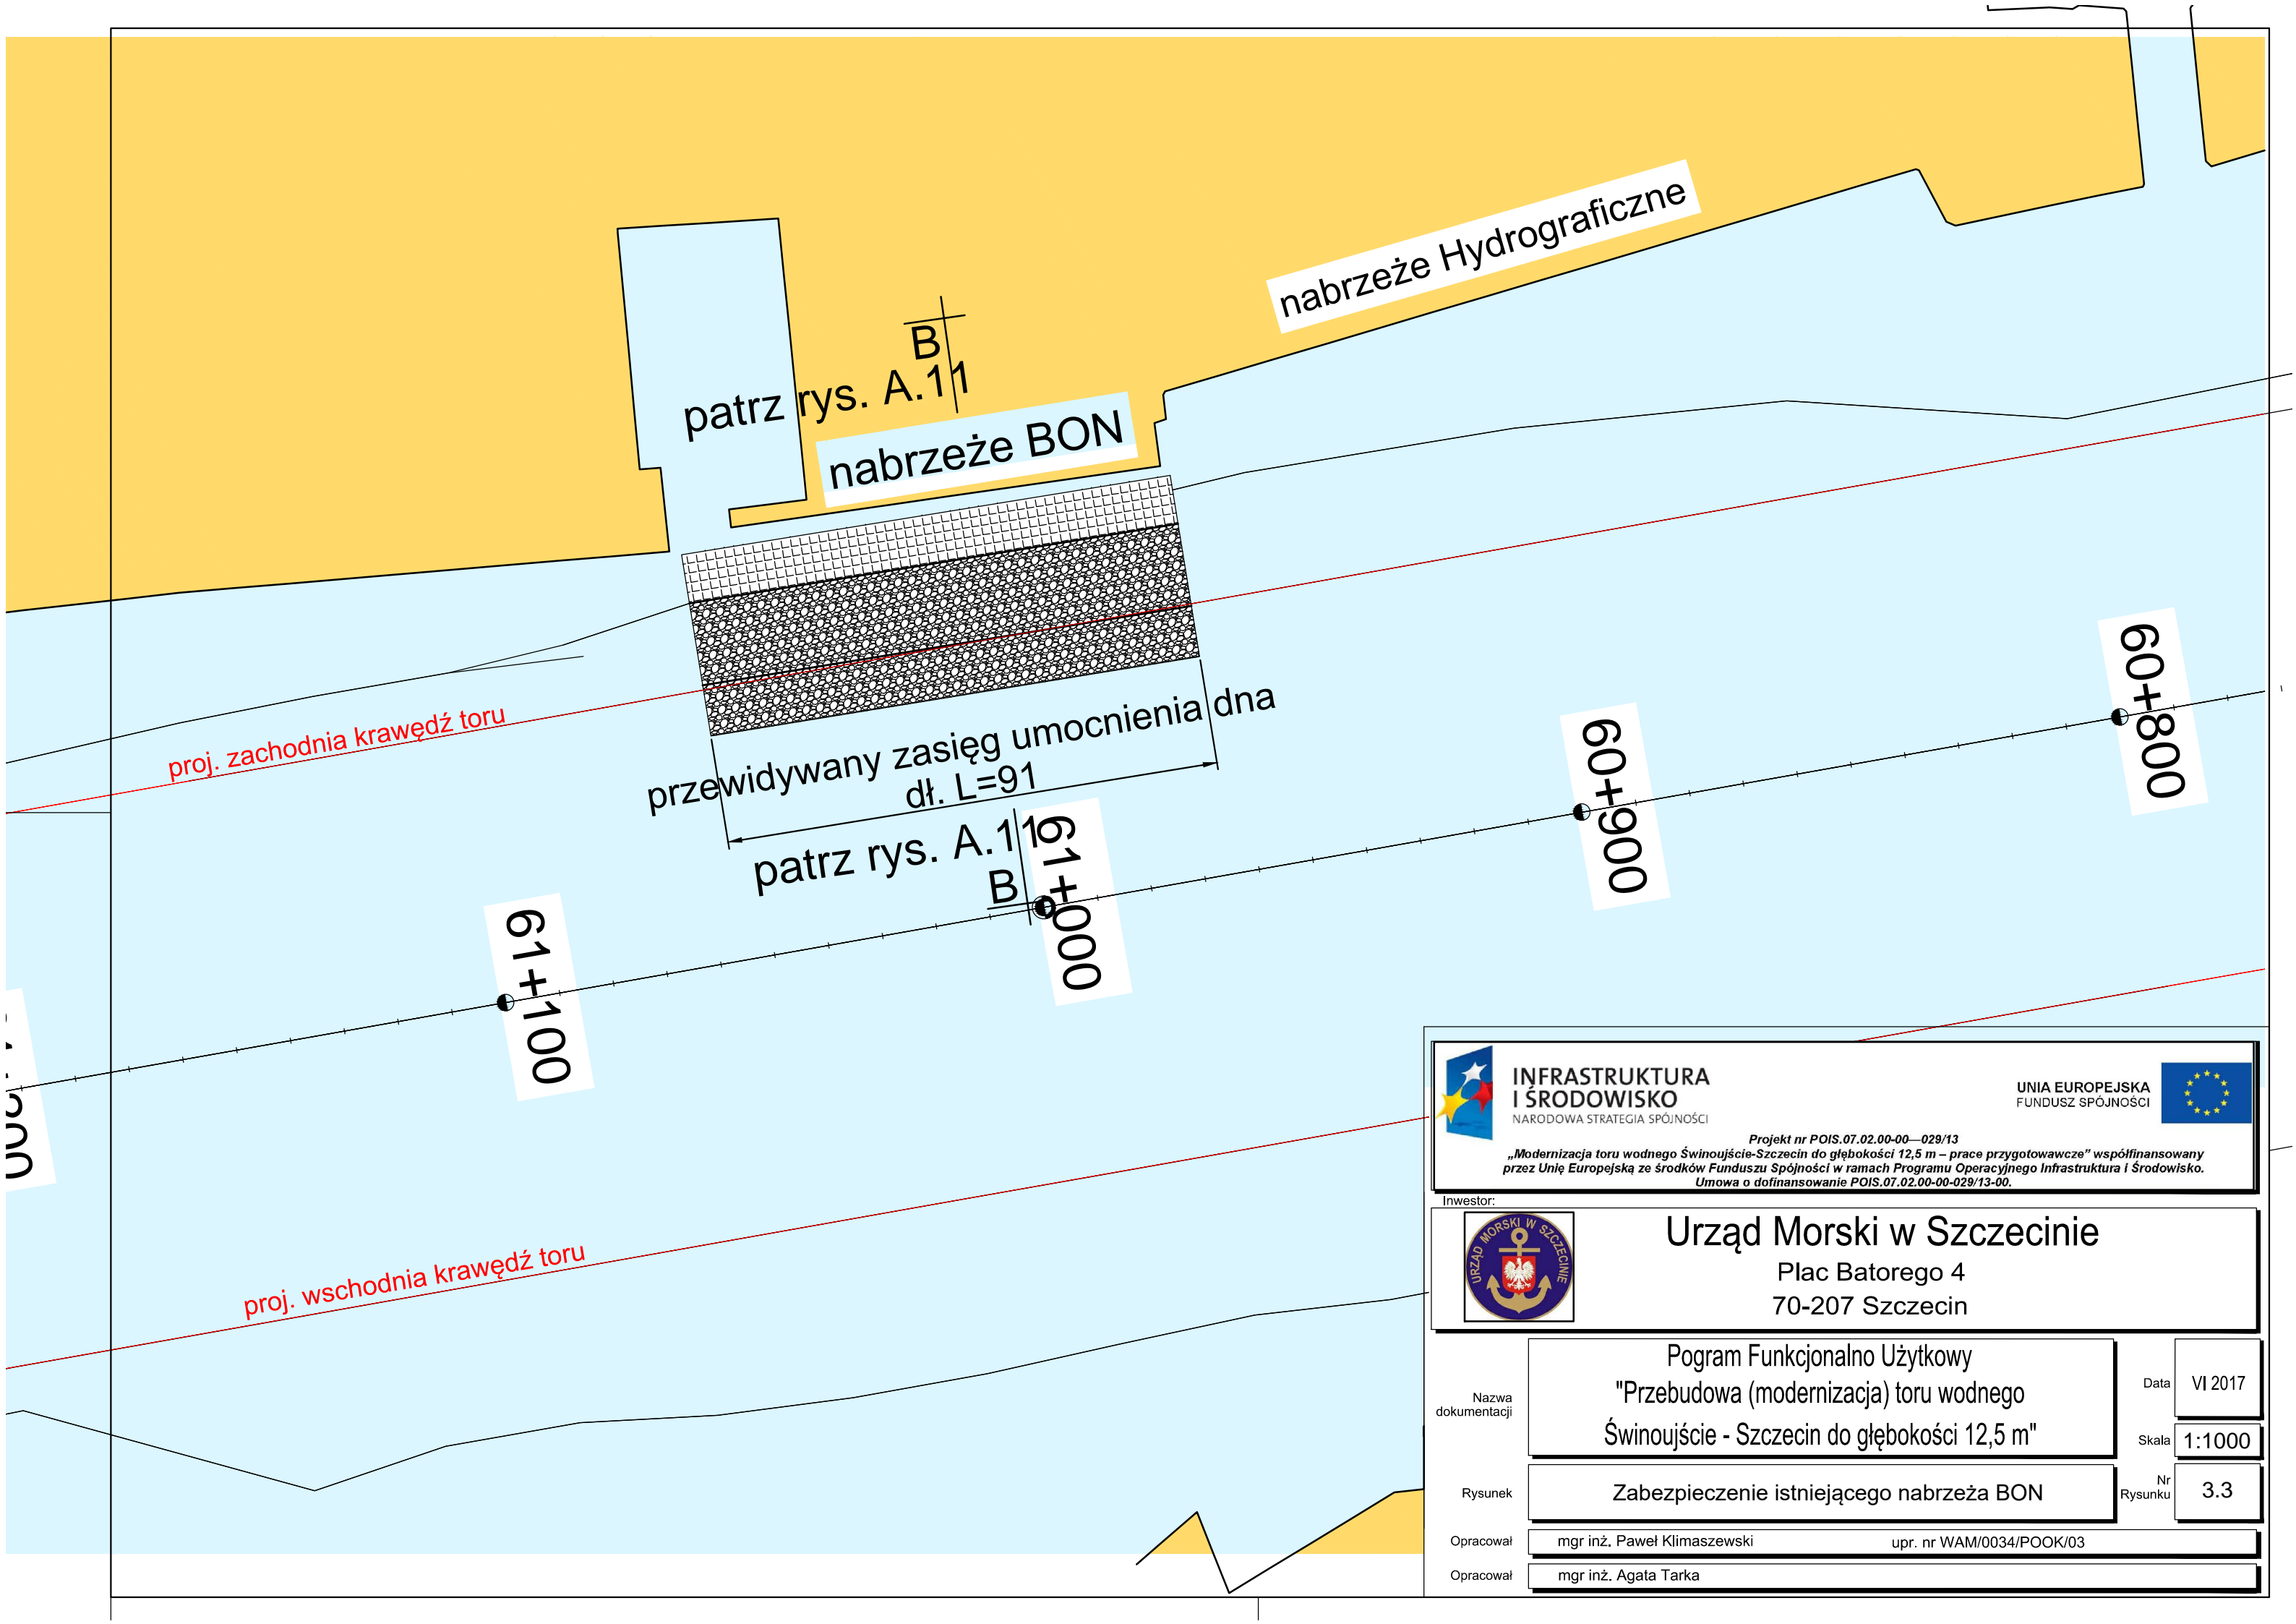 nabrzeże Hydrograficzne
B
patrz rys. A.11
nabrzeże BON
proj. zachodnia krawędź toru
przewidywany zasięg umocnienia dna
dł. L=91
patrz rys. A.11
B
60+800
60+900
61+000
61+100
proj. wschodnia krawędź toru
INFRASTRUKTURA
I ŚRODOWISKO
NARODOWA STRATEGIA SPÓJNOŚCI
UNIA EUROPEJSKA
FUNDUSZ SPÓJNOŚCI
Projekt nr POIS.07.02.00-00—029/13
„Modernizacja toru wodnego Świnoujście-Szczecin do głębokości 12,5 m – prace przygotowawcze” współfinansowany
przez Unię Europejską ze środków Funduszu Spójności w ramach Programu Operacyjnego Infrastruktura i Środowisko.
Umowa o dofinansowanie POIS.07.02.00-00-029/13-00.
Inwestor:
URZĄD MORSKI W SZCZECINIE
Urząd Morski w Szczecinie
Plac Batorego 4
70-207 Szczecin
Nazwa
dokumentacji
Pogram Funkcjonalno Użytkowy
"Przebudowa (modernizacja) toru wodnego
Świnoujście - Szczecin do głębokości 12,5 m"
Data VI 2017
Skala 1:1000
Rysunek Zabezpieczenie istniejącego nabrzeża BON
Nr
Rysunku 3.3
Opracował mgr inż. Paweł Klimaszewski upr. nr WAM/0034/POOK/03
Opracował mgr inż. Agata Tarka